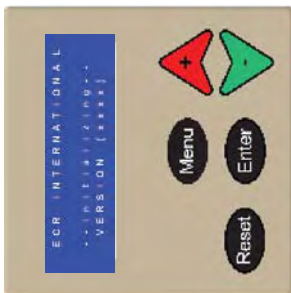 ECR INTERNATIONAL
--initializing--
VERSION [xxxx]
+
-
Menu
Enter
Reset